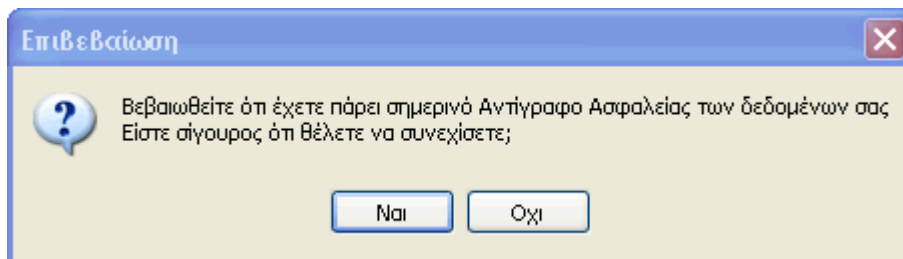 Επιβεβαίωση
Βεβαιωθείτε ότι έχετε πάρει σημερινό Αντίγραφο Ασφαλείας των δεδομένων σας
Είστε σίγουρος ότι θέλετε να συνεχίσετε;
Ναι Οχι